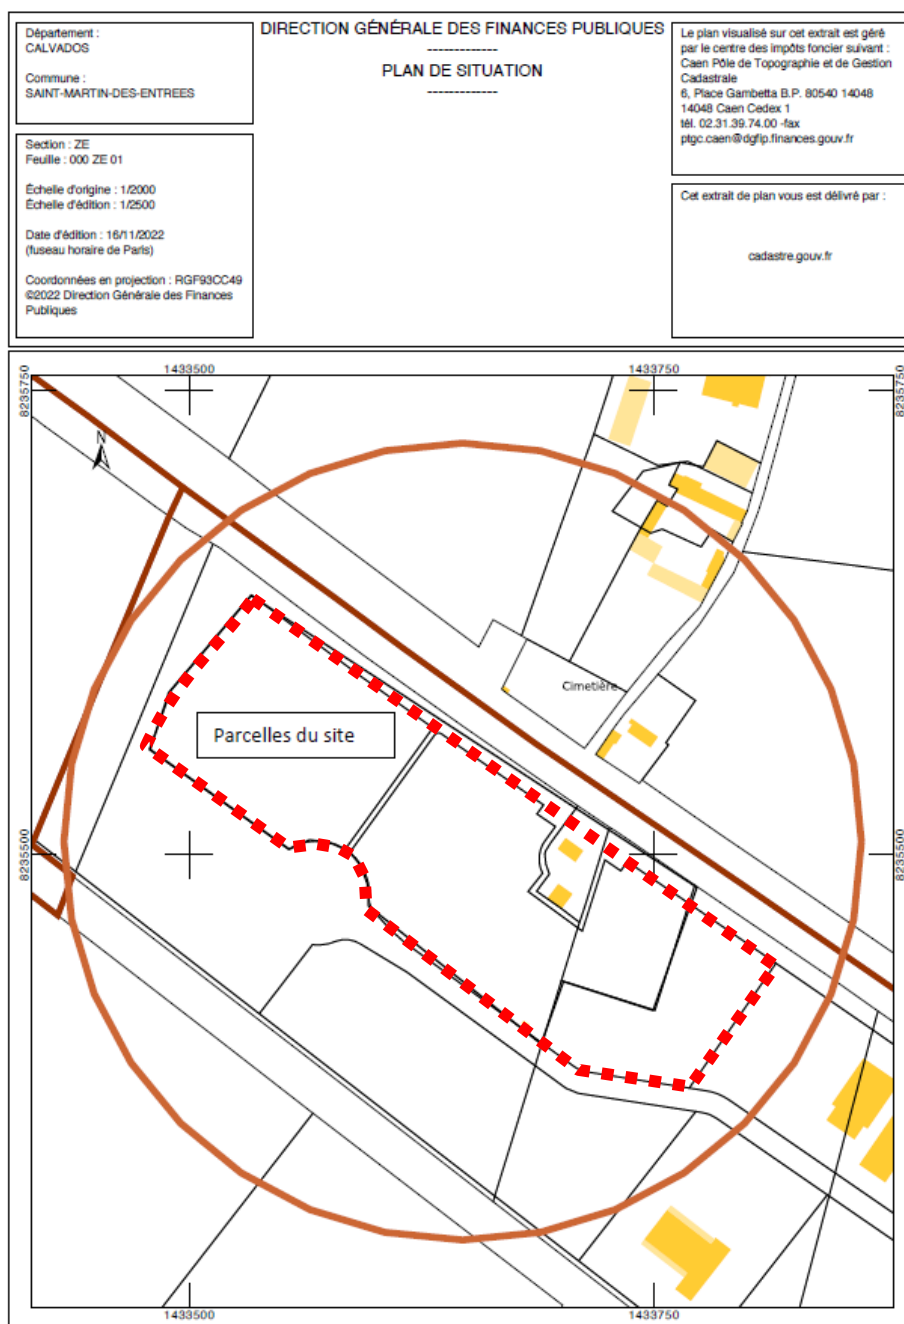 Département :
CALVADOS
Commune :
SAINT-MARTIN-DES-ENTREES
Section : ZE
Feuille : 000 ZE 01
Échelle d'origine : 1/2000
Échelle d'édition : 1/2500
Date d'édition : 16/11/2022
(fuseau horaire de Paris)
Coordonnées en projection : RGF93CC49
©2022 Direction Générale des Finances
Publiques
DIRECTION GÉNÉRALE DES FINANCES PUBLIQUES
-------------
PLAN DE SITUATION
-------------
Le plan visualisé sur cet extrait est géré
par le centre des impôts foncier suivant :
Caen Pôle de Topographie et de Gestion
Cadastrale
6, Place Gambetta B.P. 80540 14048
14048 Caen Cedex 1
tél. 02.31.39.74.00 -fax
ptgc.caen@dgfip.finances.gouv.fr
Cet extrait de plan vous est délivré par :
cadastre.gouv.fr
1433500
1433750
8235750
8235750
N
Cimetière
Parcelles du site
8235500
8235500
1433500
1433750